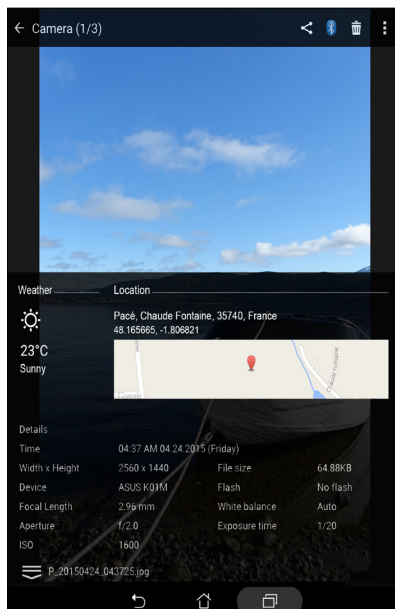 Camera (1/3)
Weather Location
Pacé, Chaude Fontaine, 35740, France
48.165665, -1.806821
23°C
Sunny
Chaude Fontaine
Google
Details
Time 04:37 AM 04.24.2015 (Friday)
Width x Height 2560 x 1440 File size 64.88KB
Device ASUS K01M Flash No flash
Focal Length 2.96 mm White balance Auto
Aperture f/2.0 Exposure time 1/20
ISO 1600
P_20150424_043725.jpg